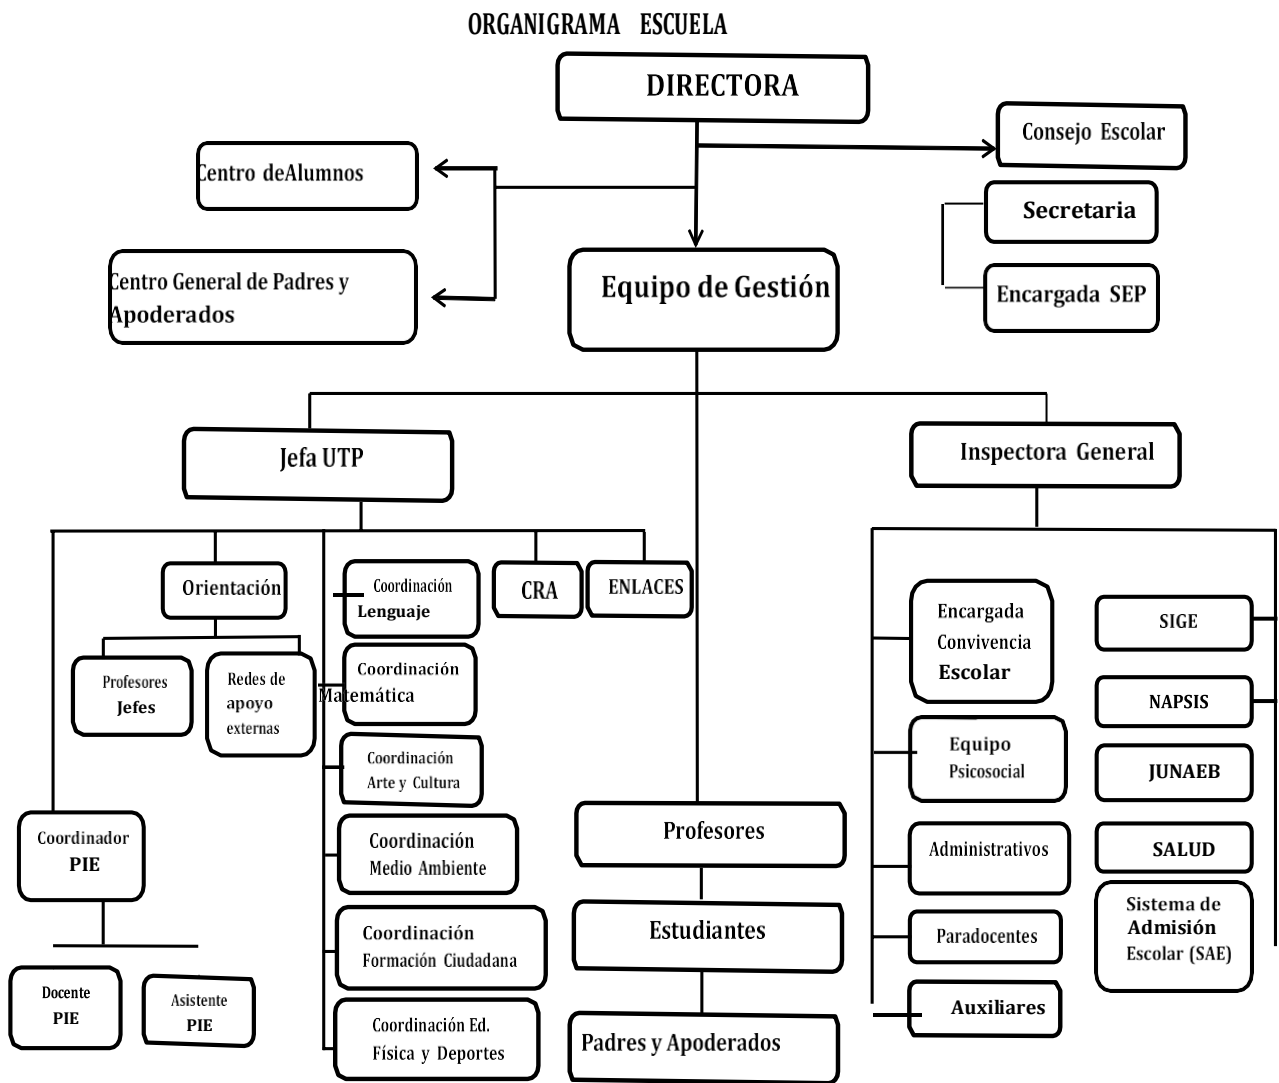 ORGANIGRAMA ESCUELA
DIRECTORA
Consejo Escolar
Centro deAlumnos
Secretaria
Centro General de Padres y
Apoderados
Equipo de Gestión
Encargada SEP
Jefa UTP
Inspectora General
Orientación
Coordinación
Lenguaje
CRA
ENLACES
Encargada
Convivencia
Escolar
SIGE
Profesores
Jefes
Redes de
apoyo
externas
Coordinación
Matemática
NAPSIS
Coordinación
Arte y Cultura
Equipo
Psicosocial
JUNAEB
Coordinador
PIE
Coordinación
Medio Ambiente
Profesores
Administrativos
SALUD
Coordinación
Formación Ciudadana
Estudiantes
Paradocentes
Sistema de
Admisión
Escolar (SAE)
Docente
PIE
Asistente
PIE
Coordinación Ed.
Física y Deportes
Padres y Apoderados
Auxiliares